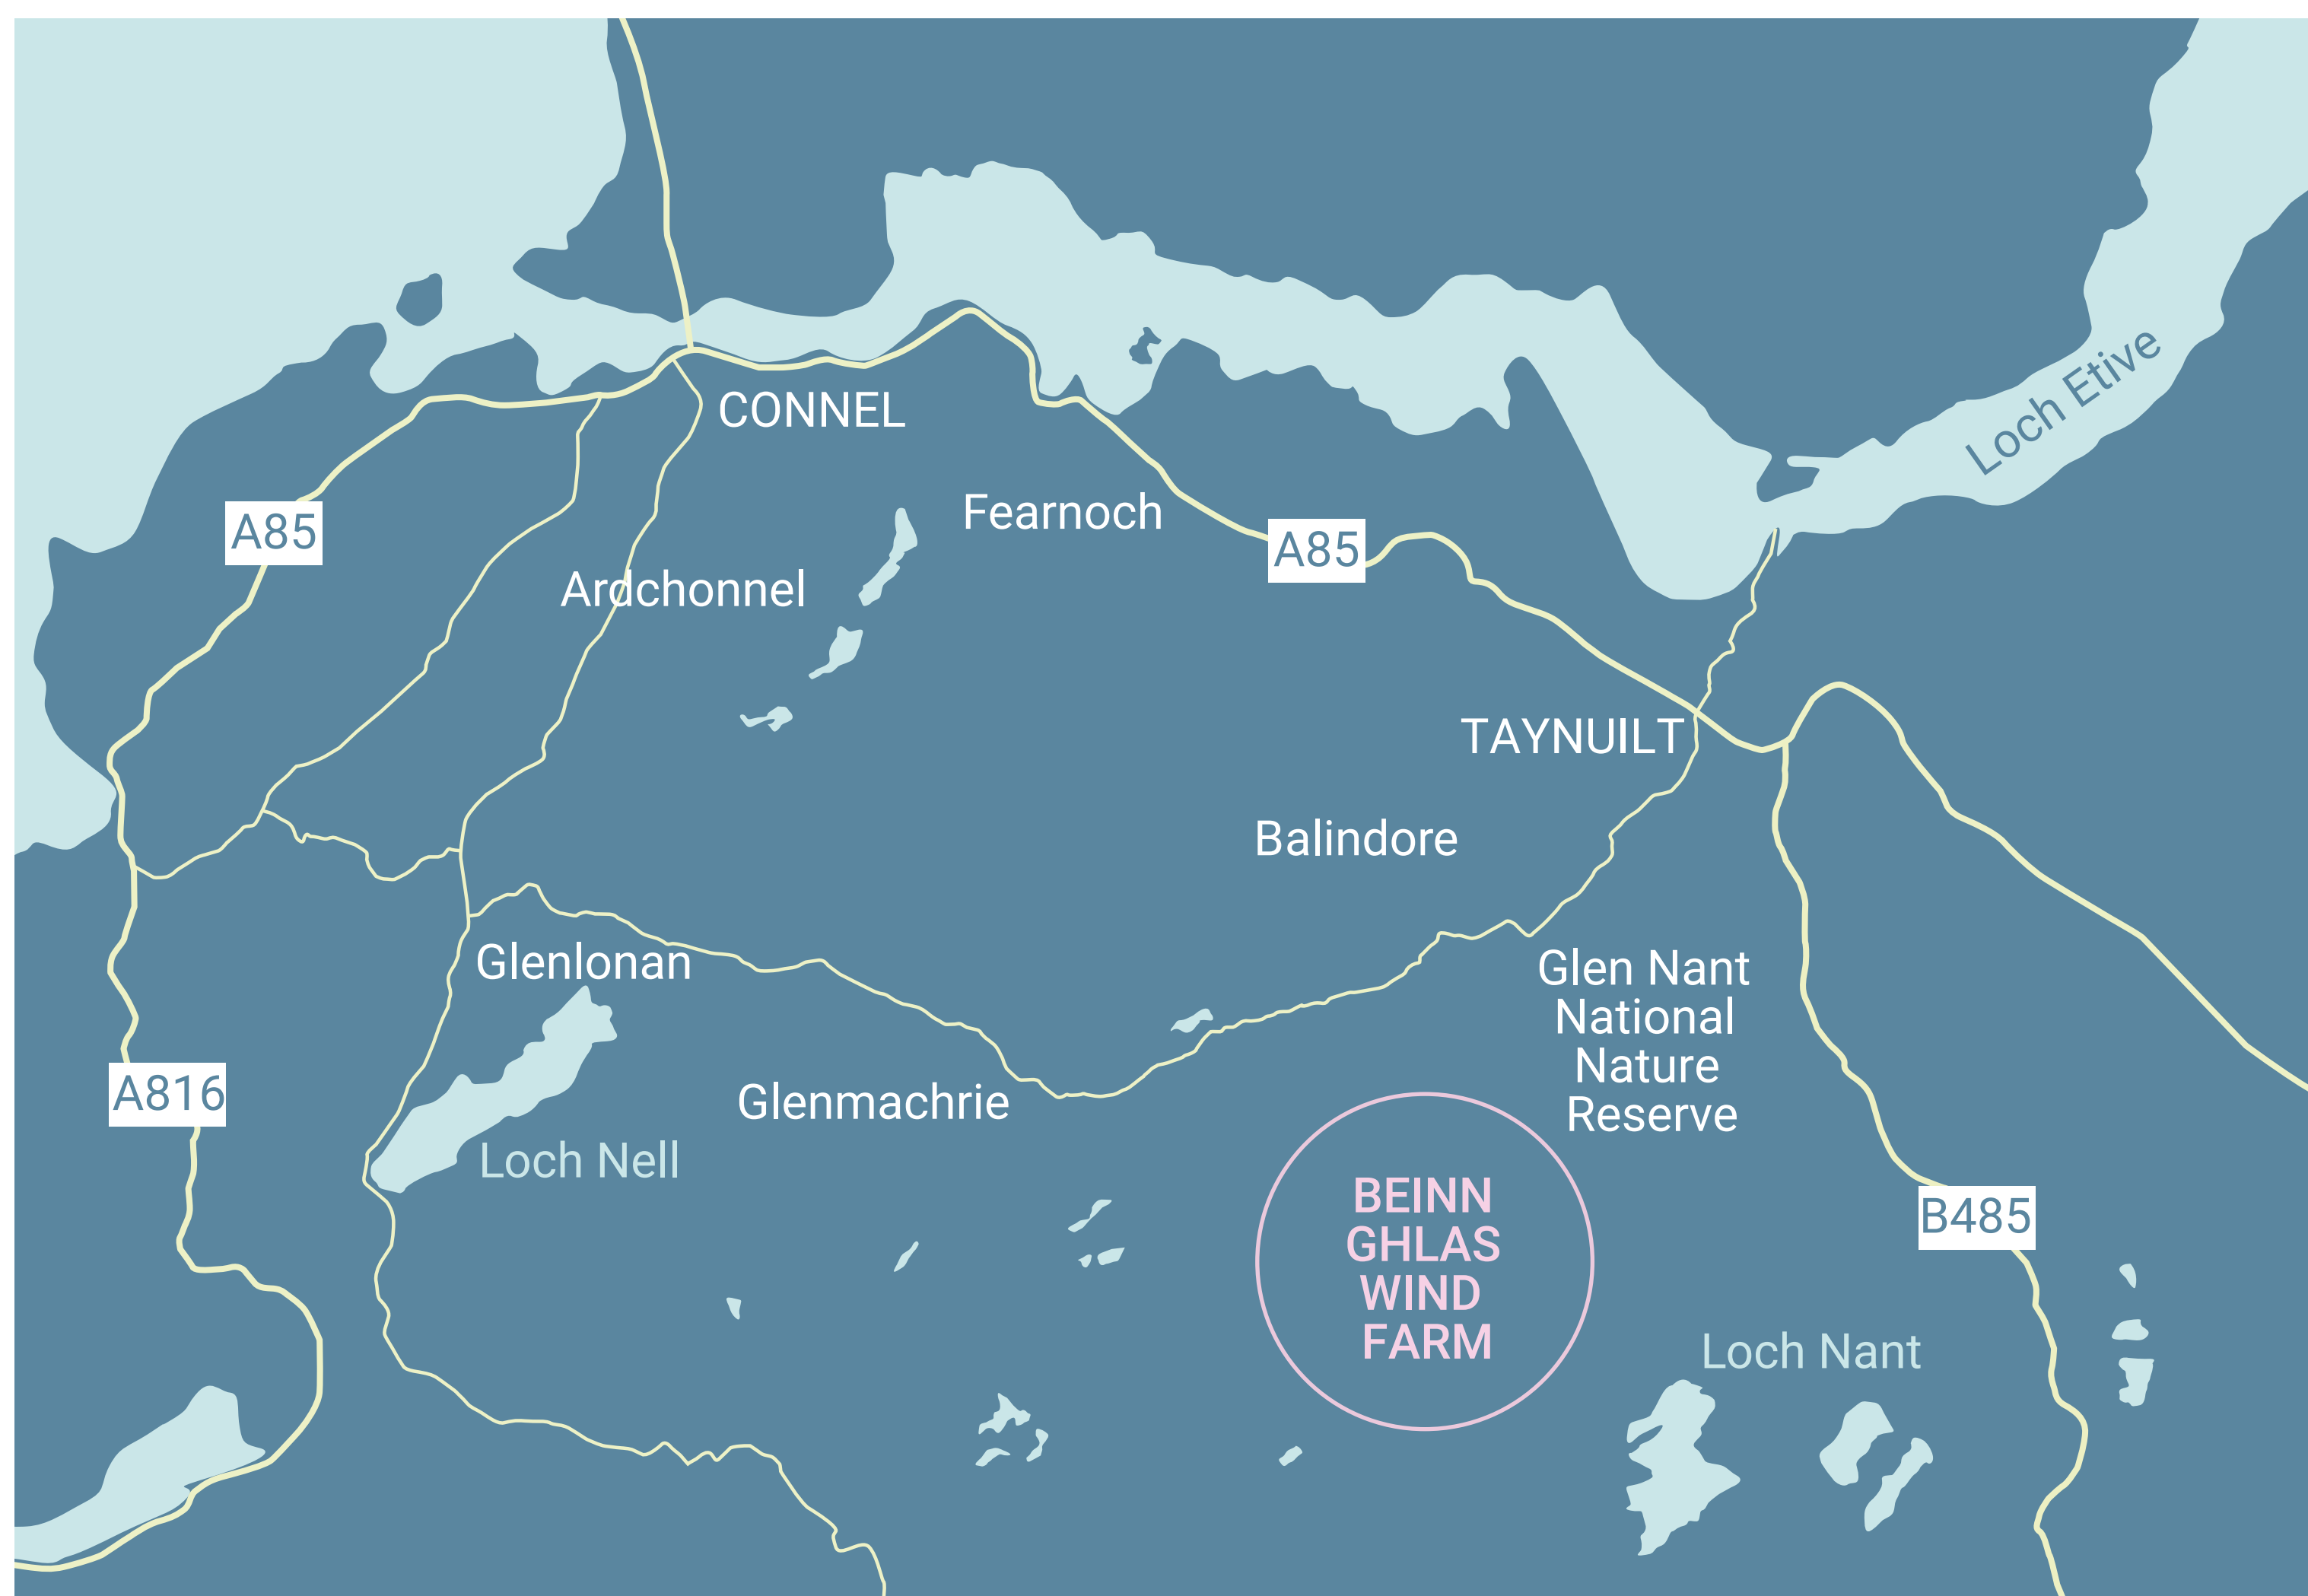 Loch Etive
CONNEL
Fearnoch
A85
A85
Ardchonnel
TAYNUILT
Balindore
Glenlonan
Glen Nant
National
Nature
Reserve
A816
Glenmachrie
Loch Nell
BEINN
GHLAS
WIND
FARM
B485
Loch Nant